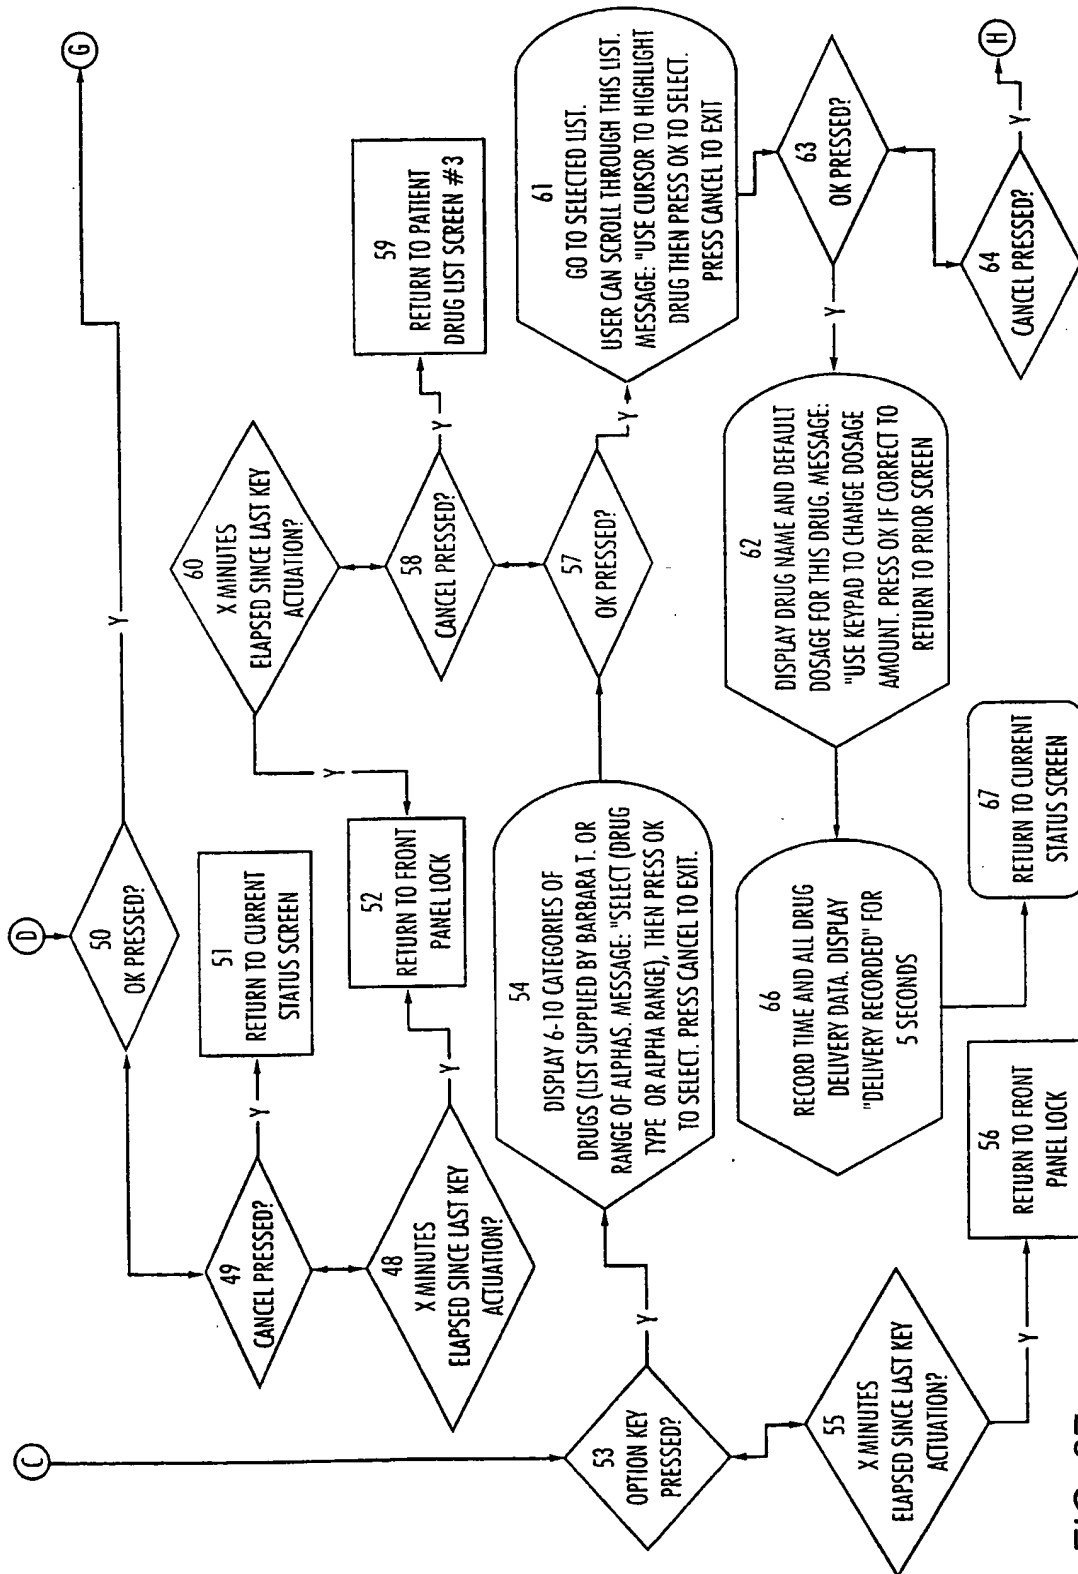 C
D
G
50
OK PRESSED?
Y
49
CANCEL PRESSED?
Y
51
RETURN TO CURRENT
STATUS SCREEN
48
X MINUTES
ELAPSED SINCE LAST KEY
ACTUATION?
Y
52
RETURN TO FRONT
PANEL LOCK
60
X MINUTES
ELAPSED SINCE LAST KEY
ACTUATION?
Y
58
CANCEL PRESSED?
Y
59
RETURN TO PATIENT
DRUG LIST SCREEN #3
57
OK PRESSED?
Y
53
OPTION KEY
PRESSED?
Y
54
DISPLAY 6-10 CATEGORIES OF
DRUGS (LIST SUPPLIED BY BARBARA T. OR
RANGE OF ALPHAS. MESSAGE: "SELECT (DRUG
TYPE OR ALPHA RANGE), THEN PRESS OK
TO SELECT. PRESS CANCEL TO EXIT.
55
X MINUTES
ELAPSED SINCE LAST KEY
ACTUATION?
Y
56
RETURN TO FRONT
PANEL LOCK
61
GO TO SELECTED LIST.
USER CAN SCROLL THROUGH THIS LIST.
MESSAGE: "USE CURSOR TO HIGHLIGHT
DRUG THEN PRESS OK TO SELECT.
PRESS CANCEL TO EXIT
63
OK PRESSED?
Y
64
CANCEL PRESSED?
Y
H
62
DISPLAY DRUG NAME AND DEFAULT
DOSAGE FOR THIS DRUG. MESSAGE:
"USE KEYPAD TO CHANGE DOSAGE
AMOUNT. PRESS OK IF CORRECT TO
RETURN TO PRIOR SCREEN
66
RECORD TIME AND ALL DRUG
DELIVERY DATA. DISPLAY
"DELIVERY RECORDED" FOR
5 SECONDS
67
RETURN TO CURRENT
STATUS SCREEN